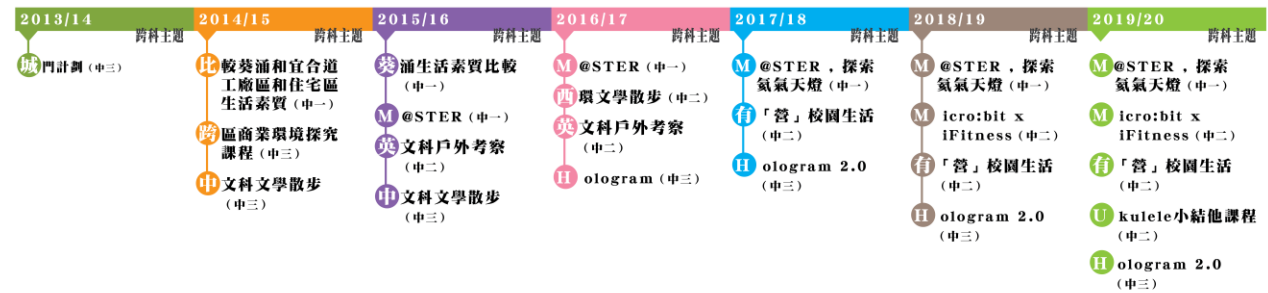 2013/14
跨科主題
城門計劃（中三）
2014/15
跨科主題
比較葵涌和宜合道
工廠區和住宅區
生活素質（中一）
跨區商業環境探究
課程（中三）
中文科文學散步
（中三）
2015/16
跨科主題
葵涌生活素質比較
（中一）
M@STER（中一）
英文科戶外考察
（中二）
中文科文學散步
（中三）
2016/17
跨科主題
M@STER（中一）
西環文學散步（中二）
英文科戶外考察
（中二）
Hologram（中三）
2017/18
跨科主題
M@STER , 探索
氦氣天燈（中一）
有「營」校園生活
（中二）
Hologram 2.0
（中三）
2018/19
跨科主題
M@STER , 探索
氦氣天燈（中一）
Micro:bit x
iFitness（中二）
有「營」校園生活
（中二）
Hologram 2.0
（中三）
2019/20
跨科主題
M@STER , 探索
氦氣天燈（中一）
Micro:bit x
iFitness（中二）
有「營」校園生活
（中二）
Ukulele小結他課程
（中二）
Hologram 2.0
（中三）